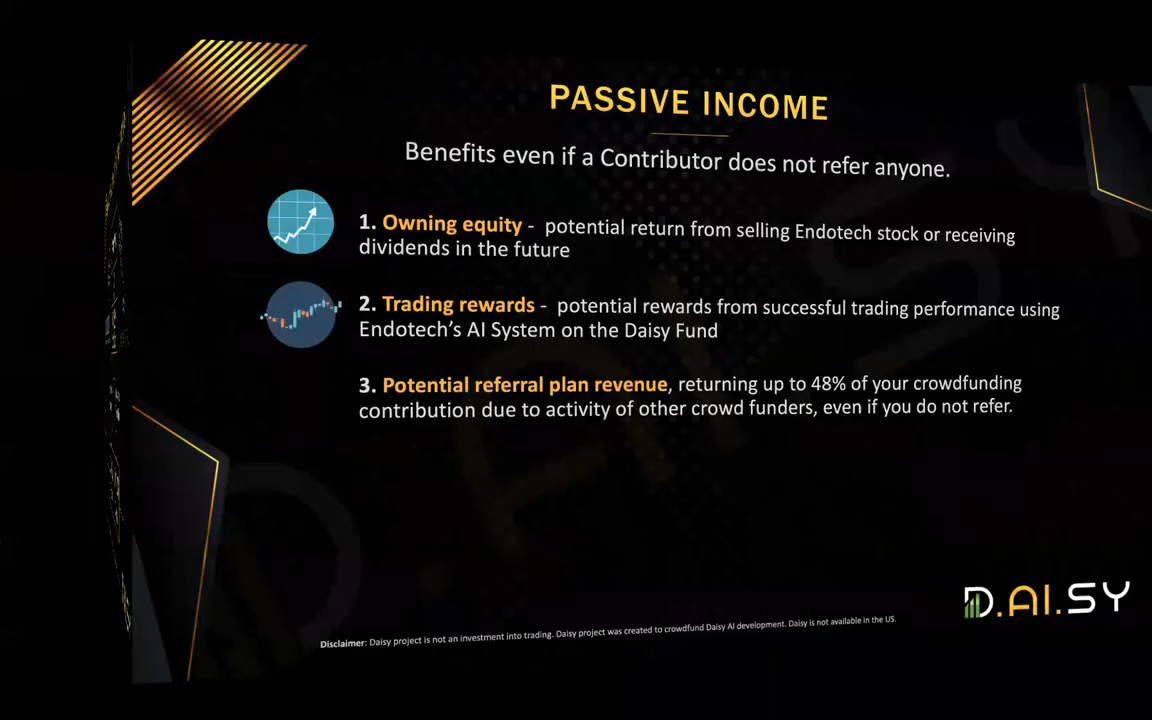 PASSIVE INCOME
Benefits even if a Contributor does not refer anyone.
1. Owning equity - potential return from selling Endotech stock or receiving
dividends in the future
2. Trading rewards - potential rewards from successful trading performance using
Endotech's AI System on the Daisy Fund
3. Potential referral plan revenue, returning up to 48% of your crowdfunding
contribution due to activity of other crowd funders, even if you do not refer.
D.AI.SY
Disclaimer: Daisy project is not an investment into trading. Daisy project was created to crowdfund Daisy AI development. Daisy is not available in the US.